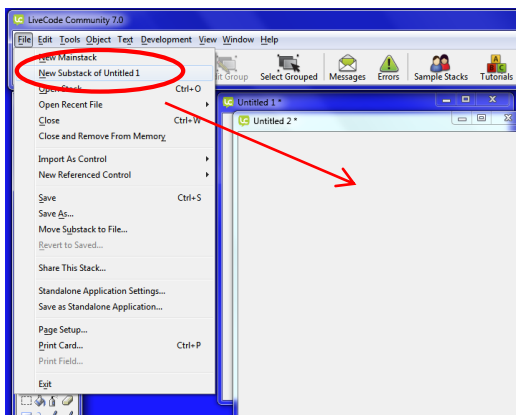 LiveCode Community 7.0
File Edit Tools Object Text Development View Window Help
New Mainstack
New Substack of Untitled 1
Open Stack... Ctrl+O
Open Recent File
Close Ctrl+W
Close and Remove From Memory
Import As Control
New Referenced Control
Save Ctrl+S
Save As...
Move Substack to File...
Revert to Saved...
Share This Stack...
Standalone Application Settings...
Save as Standalone Application...
Page Setup...
Print Card... Ctrl+P
Print Field...
Exit
Group Select Grouped Messages Errors Sample Stacks Tutorials
Untitled 1 *
Untitled 2 *